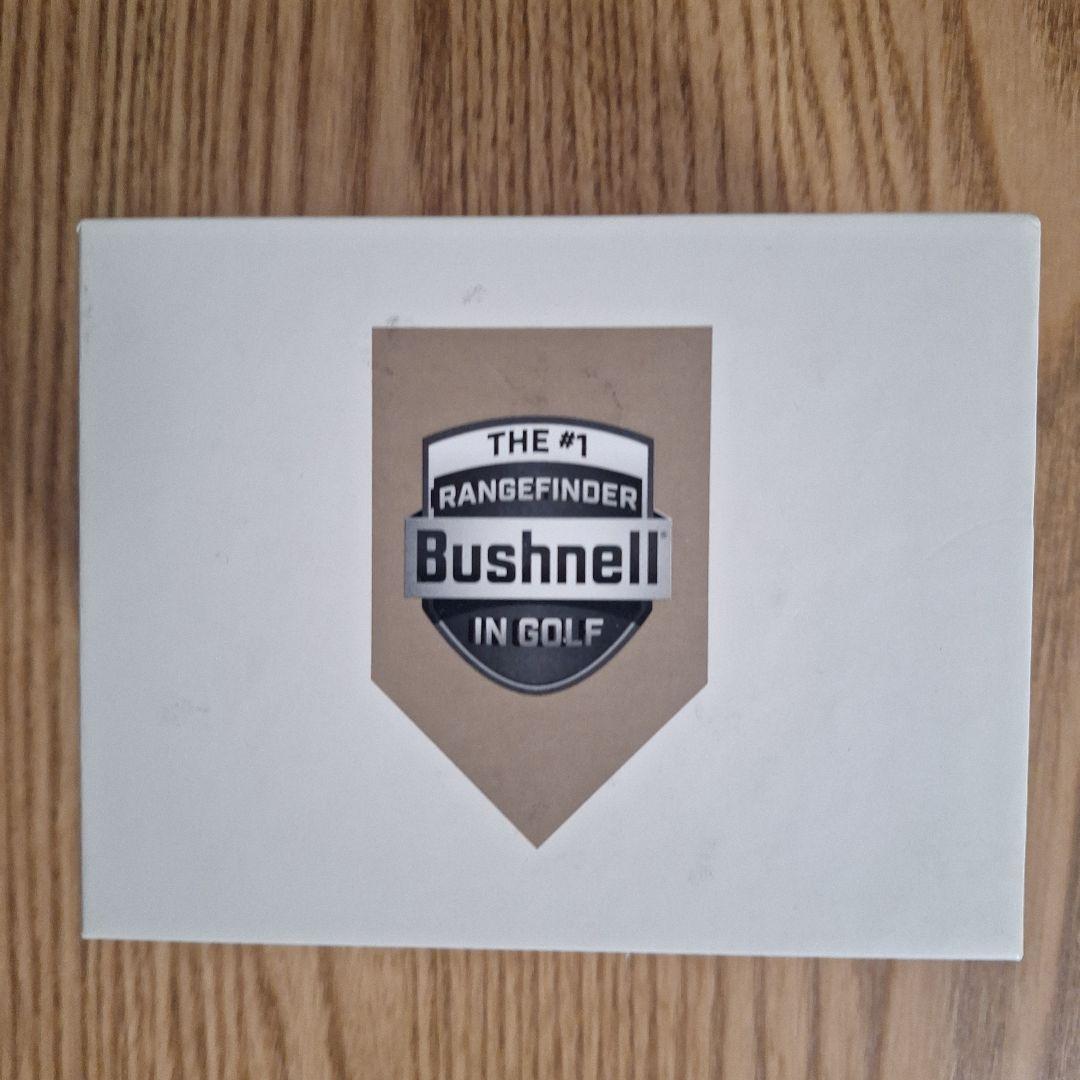 THE #1
RANGEFINDER
Bushnell®
IN GOLF